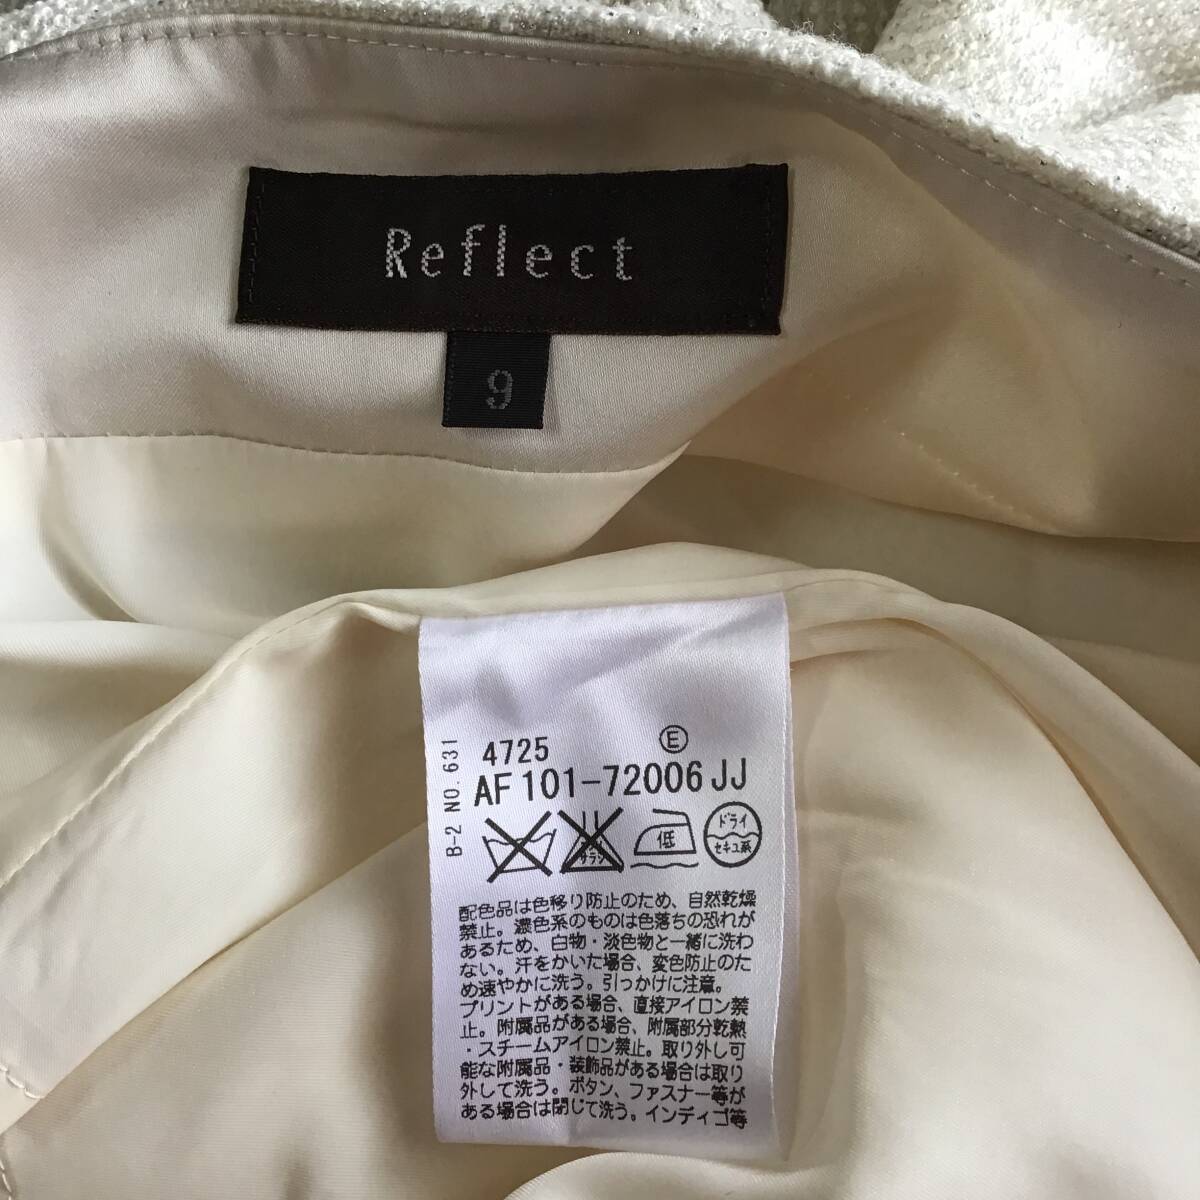 Reflect
9
B-2 NO.631
4725 Ⓔ
AF 101-72006 JJ
サラシ 低 ドライ
セキユ系
配色品は色移り防止のため、自然乾燥
禁止。濃色系のものは色落ちの恐れが
あるため、白物・淡色物と一緒に洗わ
ない。汗をかいた場合、変色防止のた
め速やかに洗う。引っかけに注意。
プリントがある場合、直接アイロン禁
止。附属品がある場合、附属部分乾熱
・スチームアイロン禁止。取り外し可
能な附属品・装飾品がある場合は取り
外して洗う。ボタン、ファスナー等が
ある場合は閉じて洗う。インディゴ等